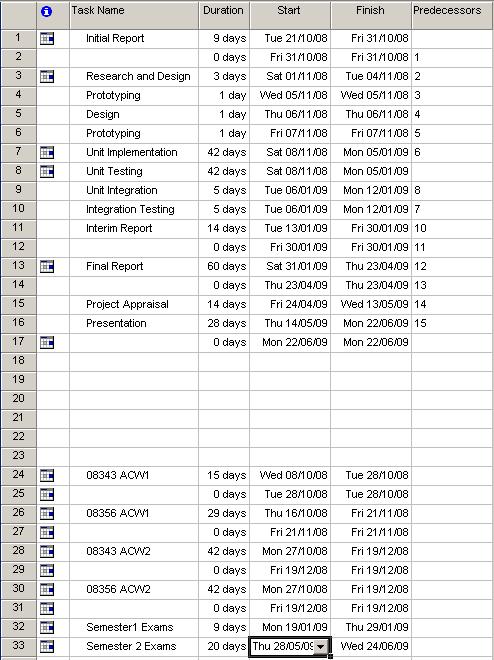 Task Name Duration Start Finish Predecessors
1 Initial Report 9 days Tue 21/10/08 Fri 31/10/08
2 0 days Fri 31/10/08 Fri 31/10/08 1
3 Research and Design 3 days Sat 01/11/08 Tue 04/11/08 2
4 Prototyping 1 day Wed 05/11/08 Wed 05/11/08 3
5 Design 1 day Thu 06/11/08 Thu 06/11/08 4
6 Prototyping 1 day Fri 07/11/08 Fri 07/11/08 5
7 Unit Implementation 42 days Sat 08/11/08 Mon 05/01/09 6
8 Unit Testing 42 days Sat 08/11/08 Mon 05/01/09
9 Unit Integration 5 days Tue 06/01/09 Mon 12/01/09 8
10 Integration Testing 5 days Tue 06/01/09 Mon 12/01/09 7
11 Interim Report 14 days Tue 13/01/09 Fri 30/01/09 10
12 0 days Fri 30/01/09 Fri 30/01/09 11
13 Final Report 60 days Sat 31/01/09 Thu 23/04/09 12
14 0 days Thu 23/04/09 Thu 23/04/09 13
15 Project Appraisal 14 days Fri 24/04/09 Wed 13/05/09 14
16 Presentation 28 days Thu 14/05/09 Mon 22/06/09 15
17 0 days Mon 22/06/09 Mon 22/06/09
18
19
20
21
22
23
24 08343 ACW1 15 days Wed 08/10/08 Tue 28/10/08
25 0 days Tue 28/10/08 Tue 28/10/08
26 08356 ACW1 29 days Thu 16/10/08 Fri 21/11/08
27 0 days Fri 21/11/08 Fri 21/11/08
28 08343 ACW2 42 days Mon 27/10/08 Fri 19/12/08
29 0 days Fri 19/12/08 Fri 19/12/08
30 08356 ACW2 42 days Mon 27/10/08 Fri 19/12/08
31 0 days Fri 19/12/08 Fri 19/12/08
32 Semester1 Exams 9 days Mon 19/01/09 Thu 29/01/09
33 Semester 2 Exams 20 days Thu 28/05/09 Wed 24/06/09